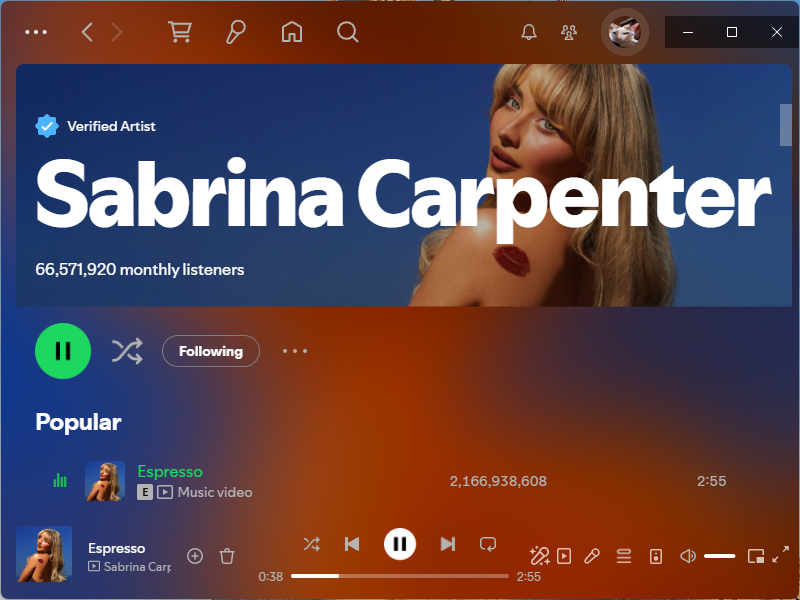 Verified Artist
Sabrina Carpenter
66,571,920 monthly listeners
Following
Popular
Espresso
2,166,938,608
2:55
E Music video
Espresso
Sabrina Carp
0:38
2:55